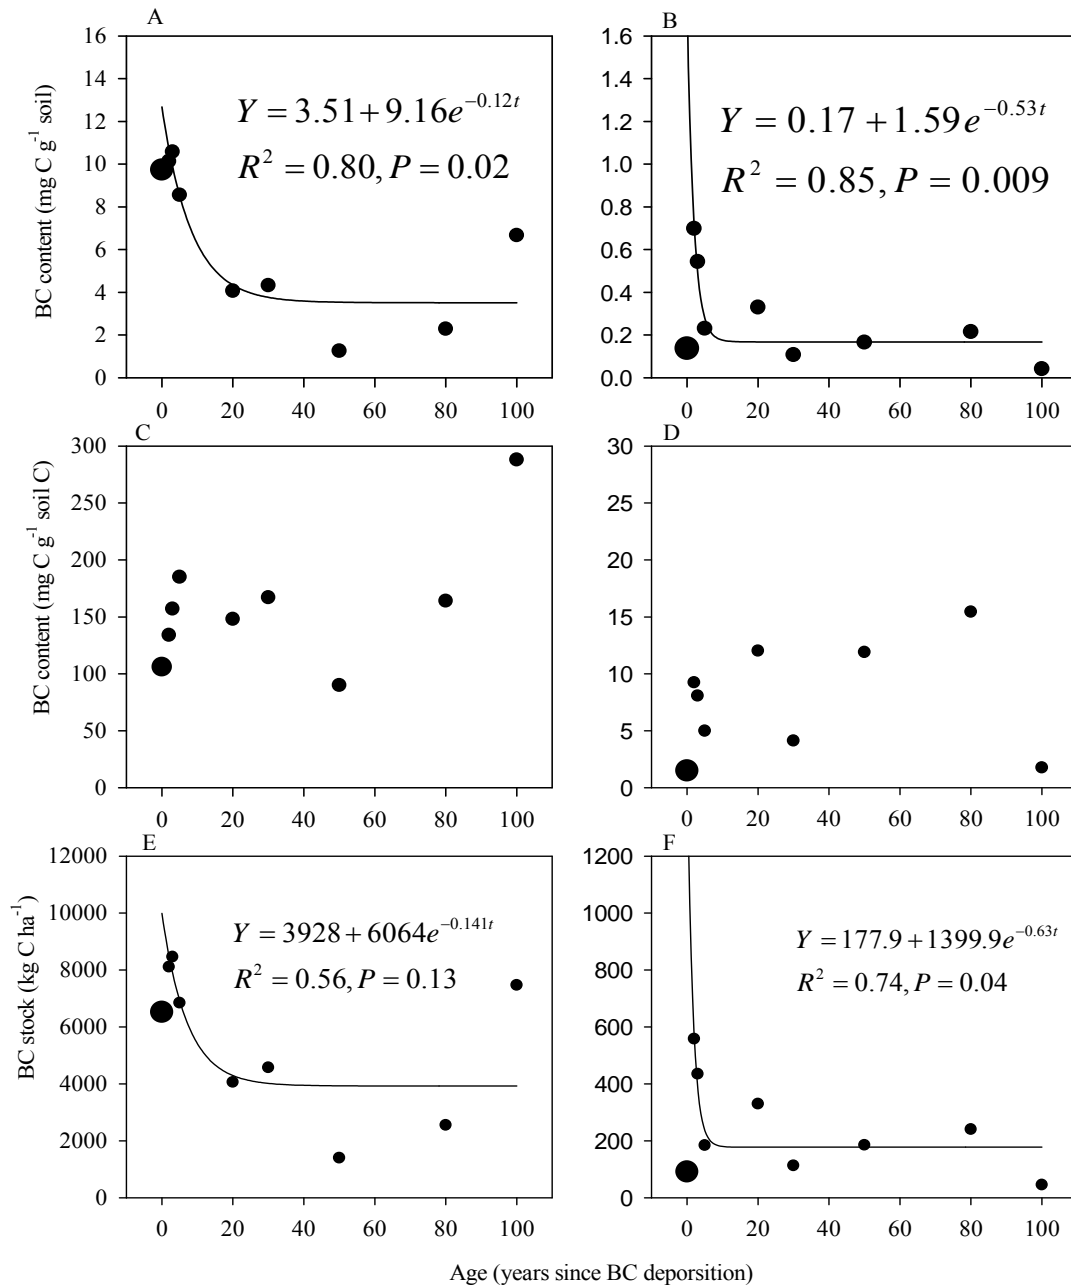 A
B
BC content (mg C g⁻¹ soil)
16
14
12
10
8
6
4
2
0
0 20 40 60 80 100
Y = 3.51 + 9.16e^{−0.12t}
R² = 0.80, P = 0.02
1.6
1.4
1.2
1.0
0.8
0.6
0.4
0.2
0.0
0 20 40 60 80 100
Y = 0.17 + 1.59e^{−0.53t}
R² = 0.85, P = 0.009
C
D
BC content (mg C g⁻¹ soil C)
300
250
200
150
100
50
0
0 20 40 60 80 100
30
25
20
15
10
5
0
0 20 40 60 80 100
E
F
BC stock (kg C ha⁻¹)
12000
10000
8000
6000
4000
2000
0
0 20 40 60 80 100
Y = 3928 + 6064e^{−0.141t}
R² = 0.56, P = 0.13
1200
1000
800
600
400
200
0
0 20 40 60 80 100
Y = 177.9 + 1399.9e^{−0.63t}
R² = 0.74, P = 0.04
Age (years since BC deporsition)